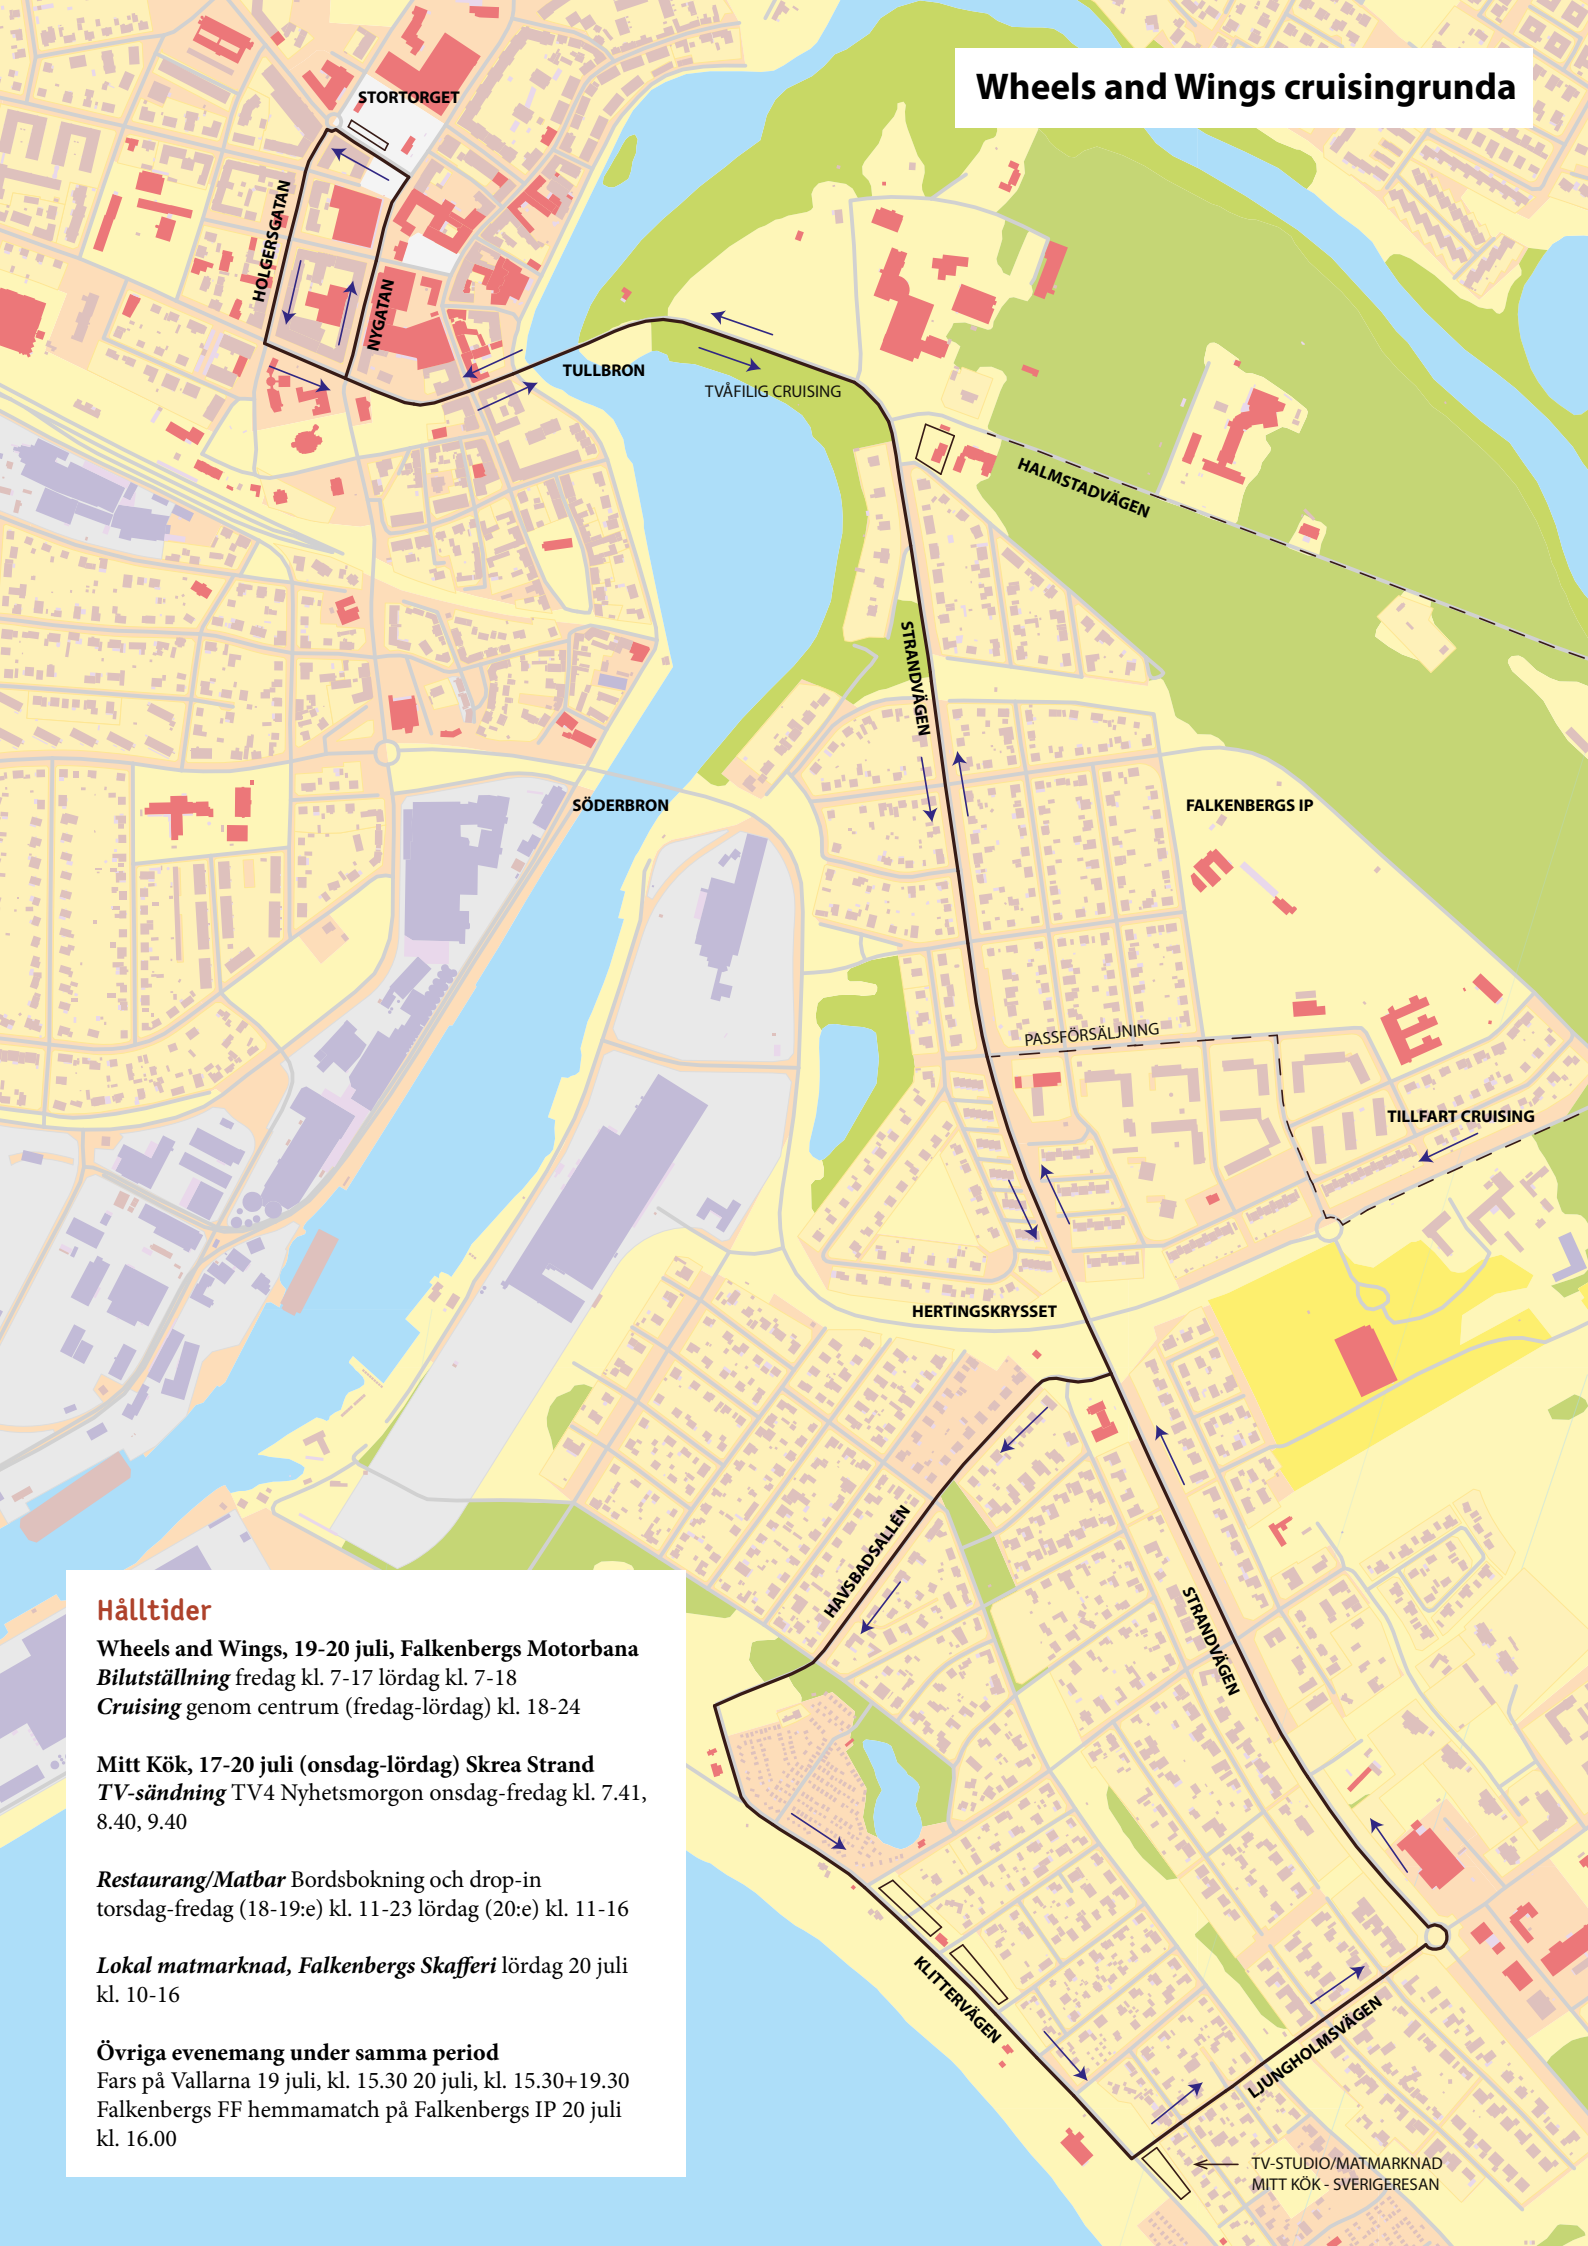 Wheels and Wings cruisingrunda
STORTORGET
HOLGERSGATAN
NYGATAN
TULLBRON
TVÅFILIG CRUISING
HALMSTADVÄGEN
STRANDVÄGEN
SÖDERBRON
FALKENBERGS IP
PASSFÖRSÄLJNING
TILLFART CRUISING
HERTINGSKRYSSET
HAVSBADSALLÉN
STRANDVÄGEN
KLITTERVÄGEN
LJUNGHOLMSVÄGEN
TV-STUDIO/MATMARKNAD
MITT KÖK - SVERIGERESAN
Hålltider
Wheels and Wings, 19-20 juli, Falkenbergs Motorbana
Bilutställning fredag kl. 7-17 lördag kl. 7-18
Cruising genom centrum (fredag-lördag) kl. 18-24
Mitt Kök, 17-20 juli (onsdag-lördag) Skrea Strand
TV-sändning TV4 Nyhetsmorgon onsdag-fredag kl. 7.41,
8.40, 9.40
Restaurang/Matbar Bordsbokning och drop-in
torsdag-fredag (18-19:e) kl. 11-23 lördag (20:e) kl. 11-16
Lokal matmarknad, Falkenbergs Skafferi lördag 20 juli
kl. 10-16
Övriga evenemang under samma period
Fars på Vallarna 19 juli, kl. 15.30 20 juli, kl. 15.30+19.30
Falkenbergs FF hemmamatch på Falkenbergs IP 20 juli
kl. 16.00